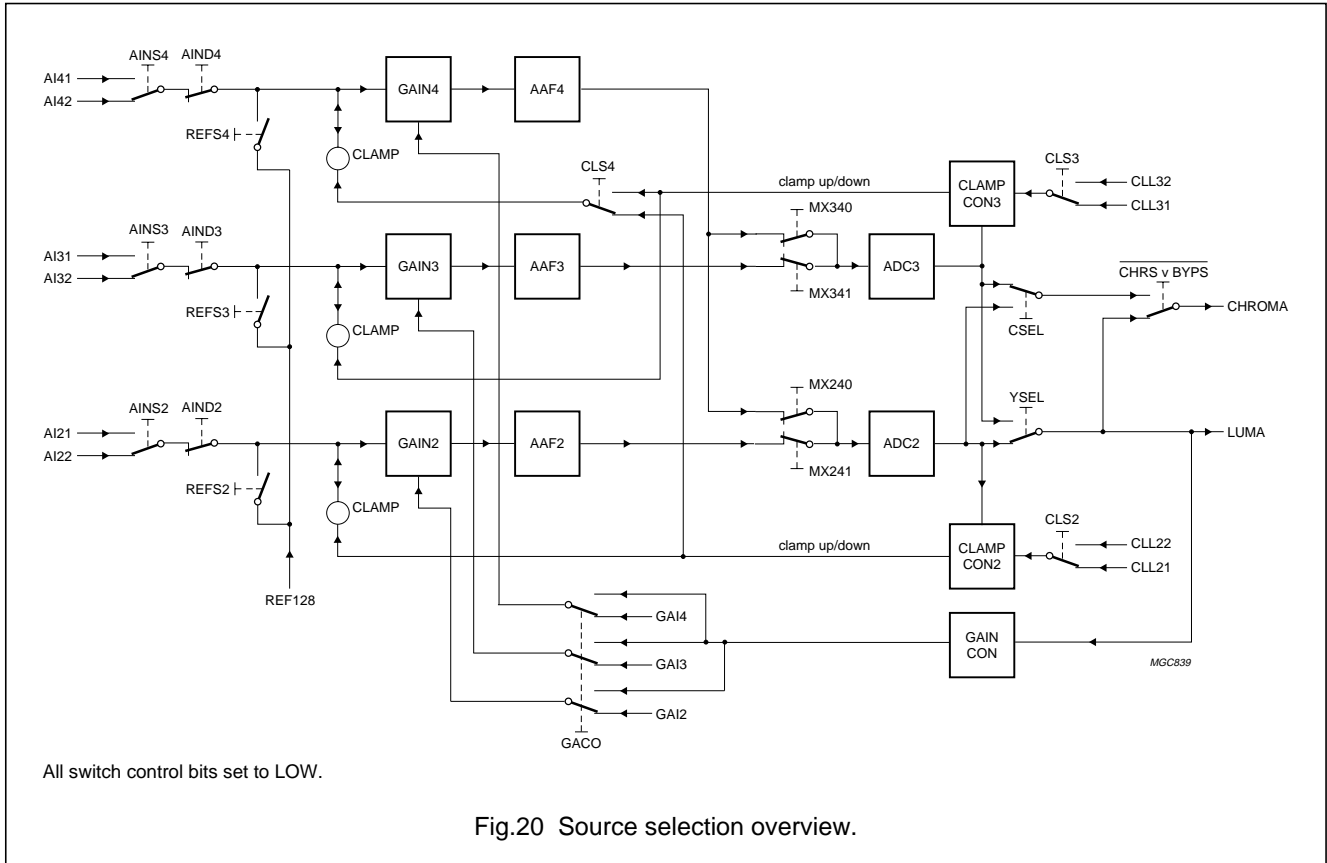 AINS4 AIND4
AI41
AI42
GAIN4
AAF4
REFS4
CLAMP
CLS4
clamp up/down
CLAMP CON3
CLS3
CLL32
CLL31
AINS3 AIND3
AI31
AI32
GAIN3
AAF3
MX340
MX341
ADC3
REFS3
CLAMP
CSEL
CHRS v BYPS
CHROMA
AINS2 AIND2
AI21
AI22
GAIN2
AAF2
MX240
MX241
ADC2
YSEL
LUMA
REFS2
CLAMP
clamp up/down
CLAMP CON2
CLS2
CLL22
CLL21
REF128
GAI4
GAI3
GAI2
GACO
GAIN CON
MGC839
All switch control bits set to LOW.
Fig.20 Source selection overview.